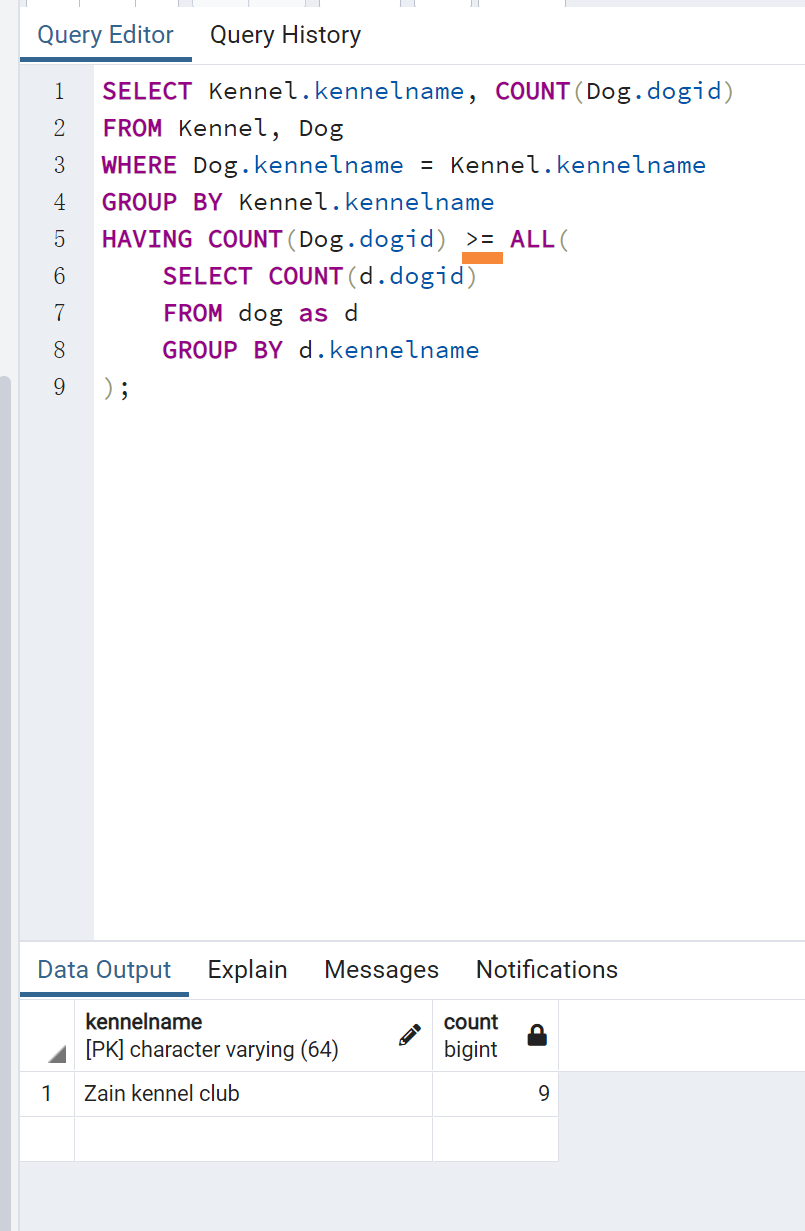 Query Editor Query History
1 SELECT Kennel.kennelname, COUNT(Dog.dogid)
2 FROM Kennel, Dog
3 WHERE Dog.kennelname = Kennel.kennelname
4 GROUP BY Kennel.kennelname
5 HAVING COUNT(Dog.dogid) >= ALL(
6 SELECT COUNT(d.dogid)
7 FROM dog as d
8 GROUP BY d.kennelname
9 );
Data Output Explain Messages Notifications
kennelname count
[PK] character varying (64) bigint
1 Zain kennel club 9